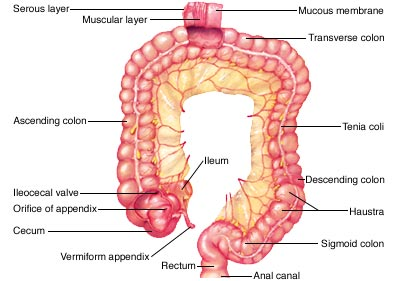 Serous layer
Mucous membrane
Muscular layer
Transverse colon
Ascending colon
Tenia coli
Ileum
Descending colon
Ileocecal valve
Orifice of appendix
Haustra
Cecum
Sigmoid colon
Vermiform appendix
Rectum
Anal canal